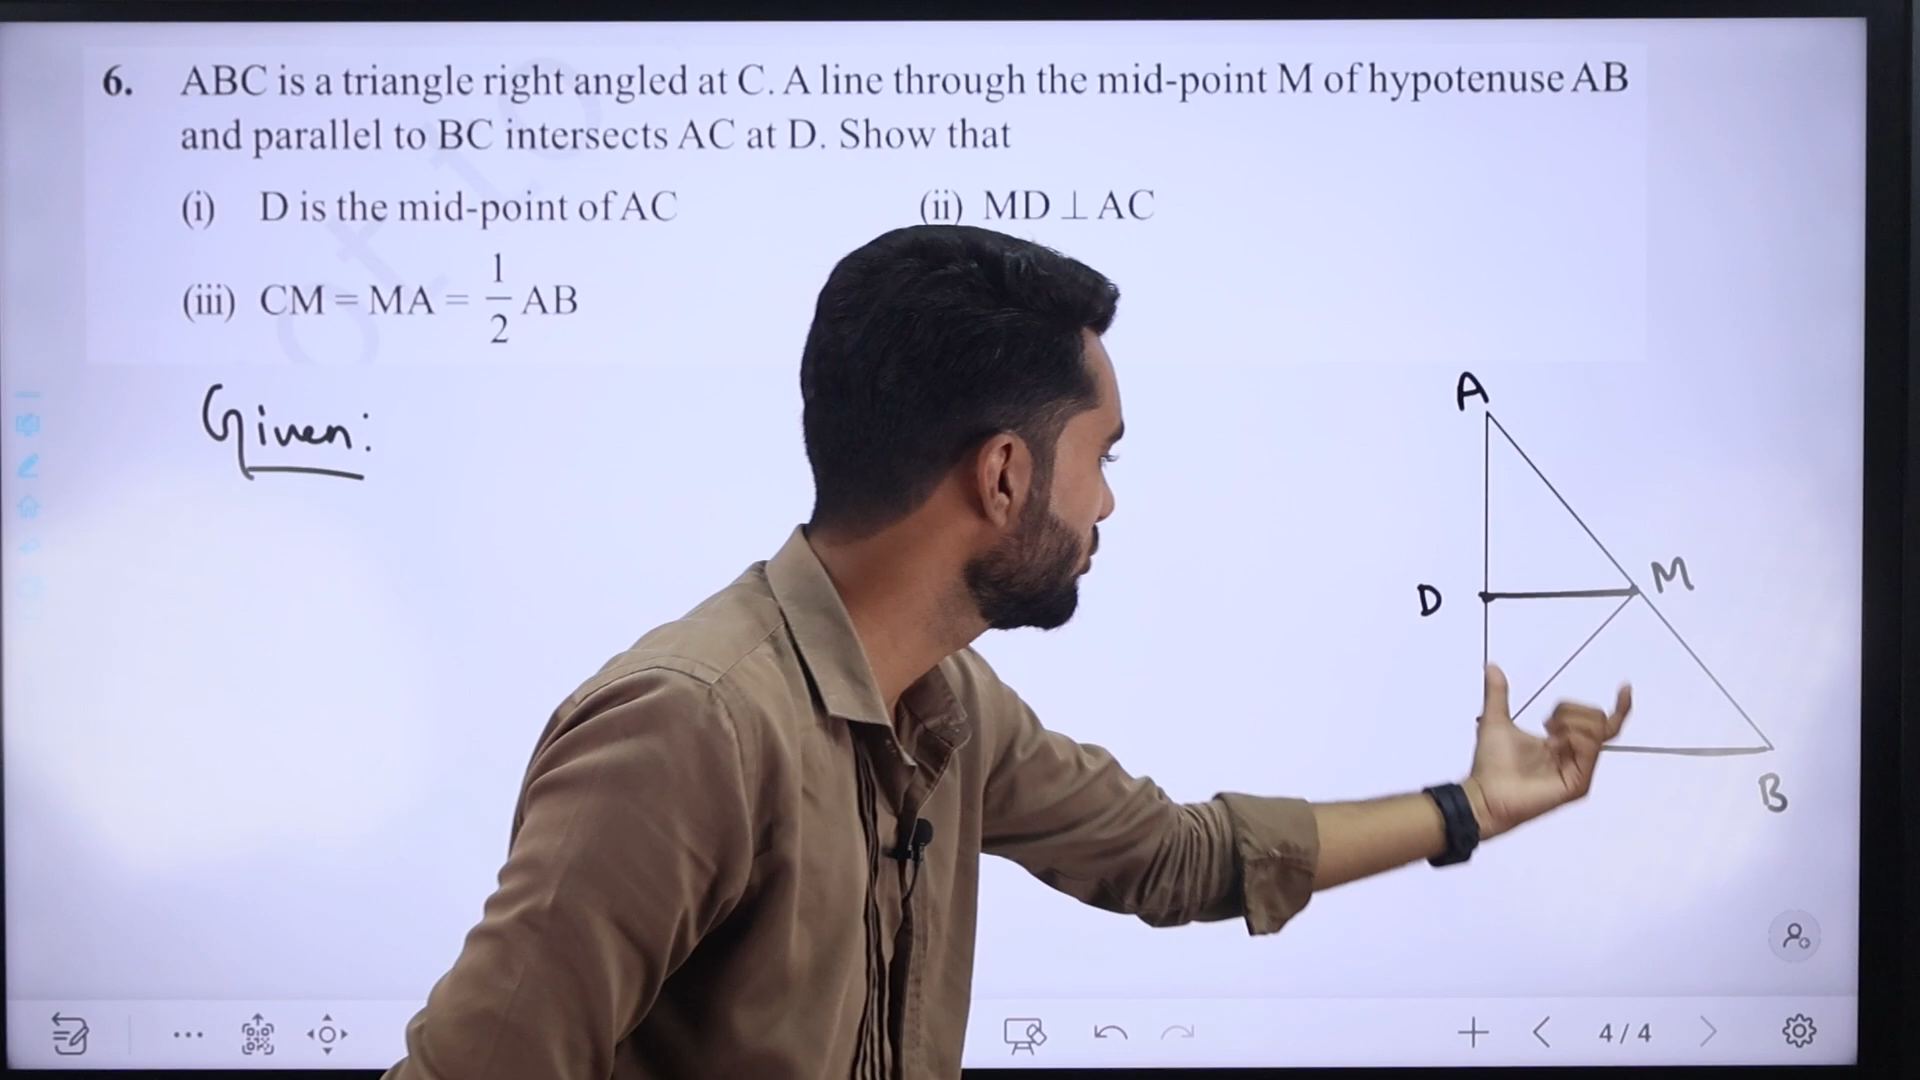 6. ABC is a triangle right angled at C. A line through the mid-point M of hypotenuse AB
and parallel to BC intersects AC at D. Show that
(i) D is the mid-point of AC (ii) MD ⊥ AC
(iii) CM = MA = 1/2 AB
Given:
A
D M
B
4 / 4